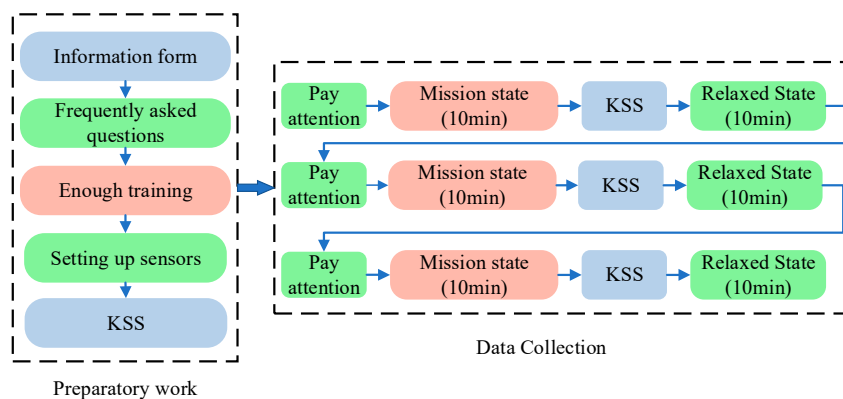 Information form
Frequently asked
questions
Enough training
Setting up sensors
KSS
Preparatory work
Pay
attention
Mission state
(10min)
KSS
Relaxed State
(10min)
Pay
attention
Mission state
(10min)
KSS
Relaxed State
(10min)
Pay
attention
Mission state
(10min)
KSS
Relaxed State
(10min)
Data Collection